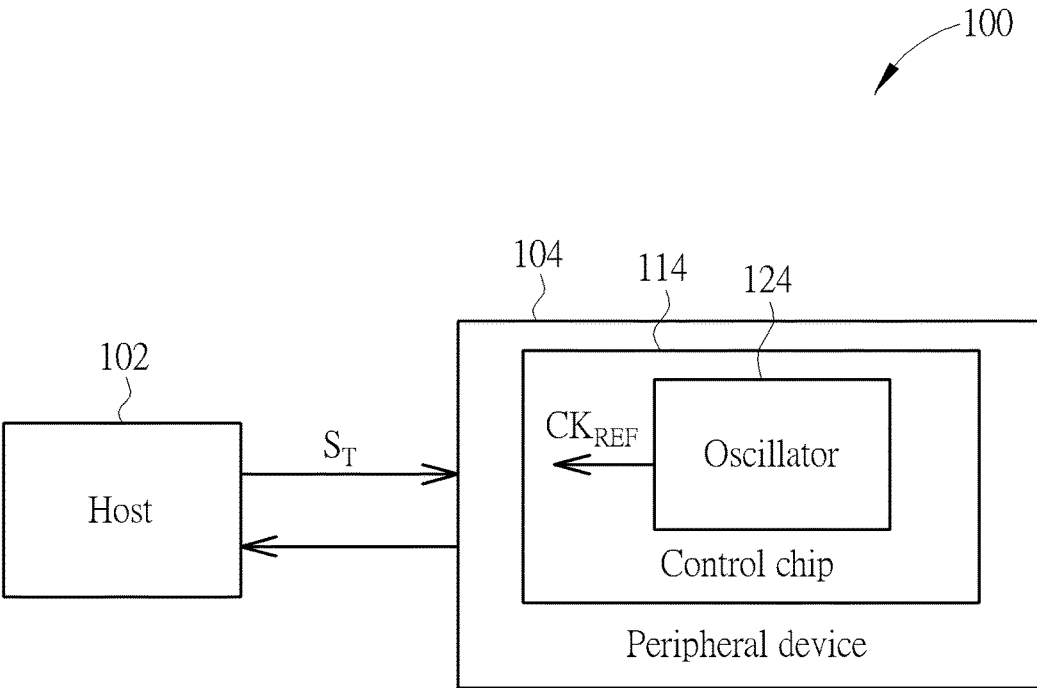 100
104
114
124
102
S_T
CK_REF
Oscillator
Host
Control chip
Peripheral device